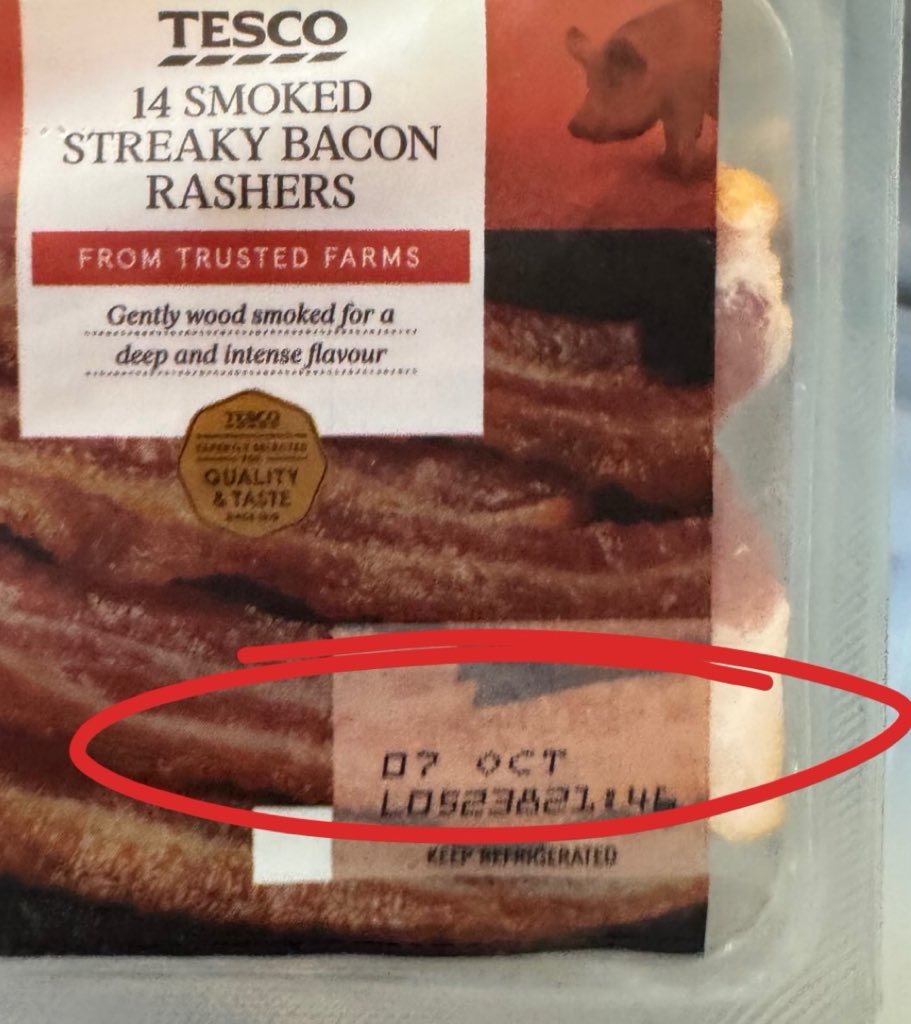 TESCO
14 SMOKED
STREAKY BACON
RASHERS
FROM TRUSTED FARMS
Gently wood smoked for a
deep and intense flavour
TESCO
QUALITY
& TASTE
07 OCT
KEEP REFRIGERATED